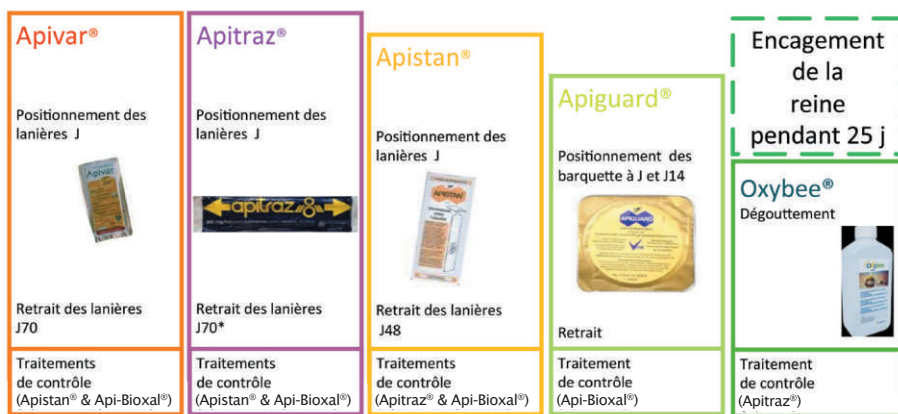 Apivar®
Positionnement des
lanières J
Apivar
Retrait des lanières
J70
Traitements
de contrôle
(Apistan® & Api-Bioxal®)
Apitraz®
Positionnement des
lanières J
apitraz
Retrait des lanières
J70*
Traitements
de contrôle
(Apistan® & Api-Bioxal®)
Apistan®
Positionnement des
lanières J
APISTAN
Retrait des lanières
J48
Traitements
de contrôle
(Apitraz® & Api-Bioxal®)
Apiguard®
Positionnement des
barquette à J et J14
APIGUARD
Retrait
Traitement
de contrôle
(Api-Bioxal®)
Encagement
de la
reine
pendant 25 j
Oxybee®
Dégouttement
Traitement
de contrôle
(Apitraz®)